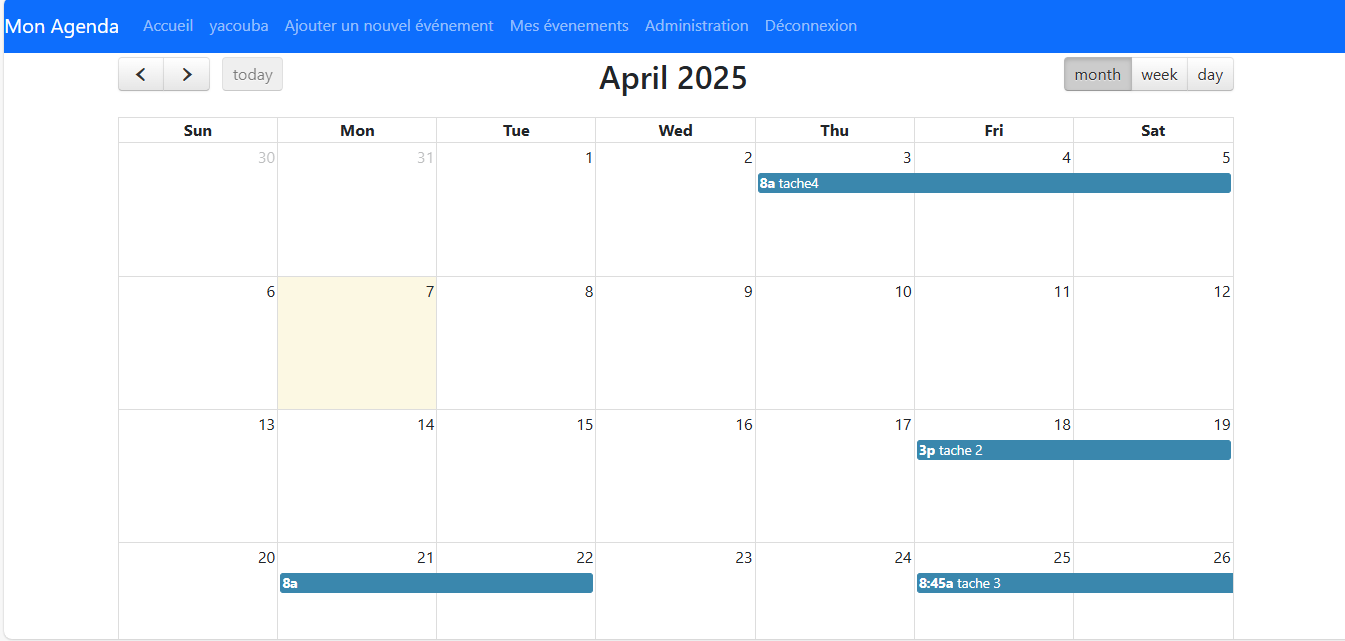 Mon Agenda Accueil yacouba Ajouter un nouvel événement Mes évenements Administration Déconnexion
today April 2025 month week day
Sun Mon Tue Wed Thu Fri Sat
30 31 1 2 3 4 5
8a tache4
6 7 8 9 10 11 12
13 14 15 16 17 18 19
3p tache 2
20 21 22 23 24 25 26
8a 8:45a tache 3